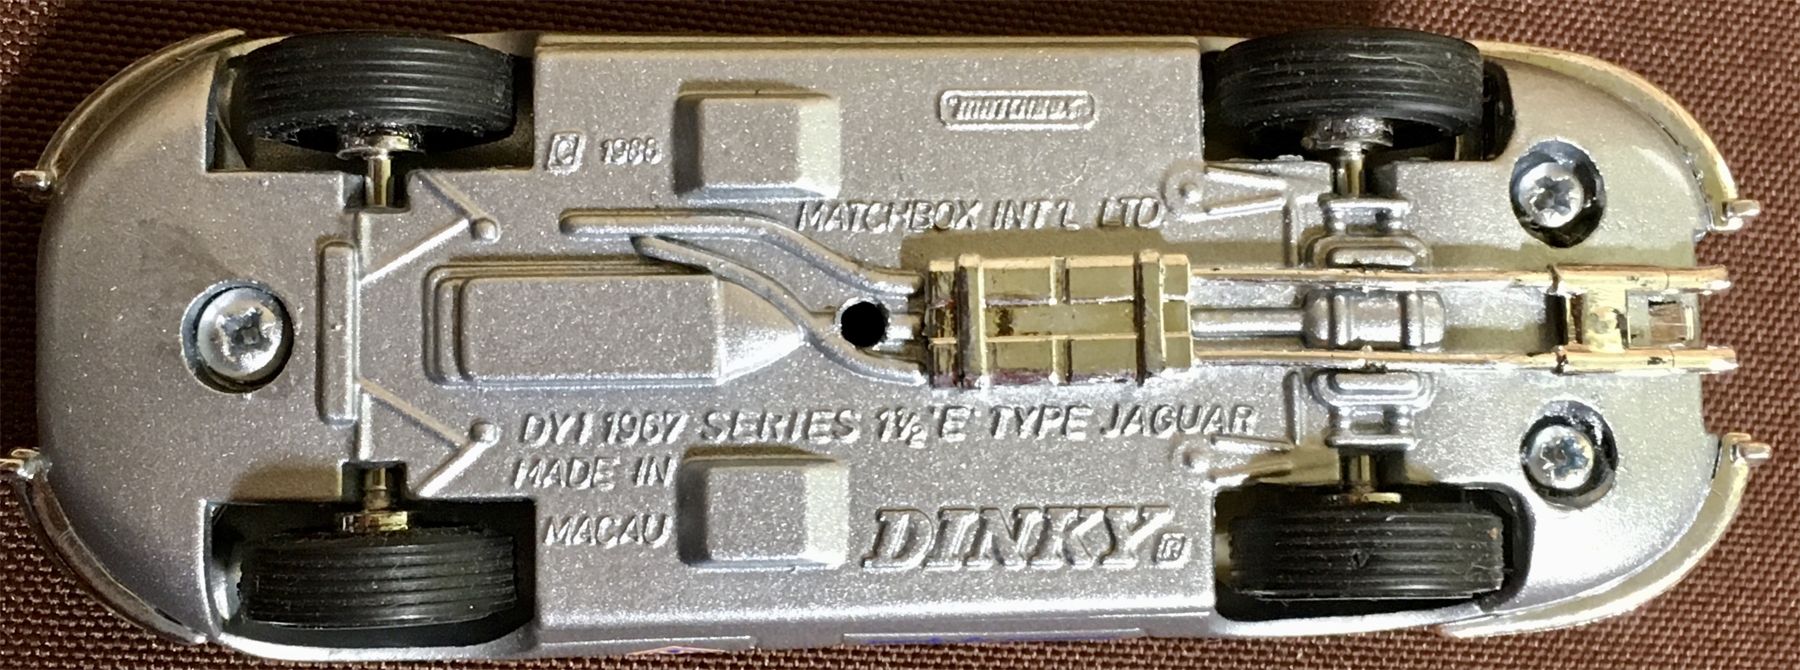 MATCHBOX
© 1988
MATCHBOX INT'L LTD
DY1 1967 SERIES 1½ 'E' TYPE JAGUAR
MADE IN
MACAU
DINKY ®